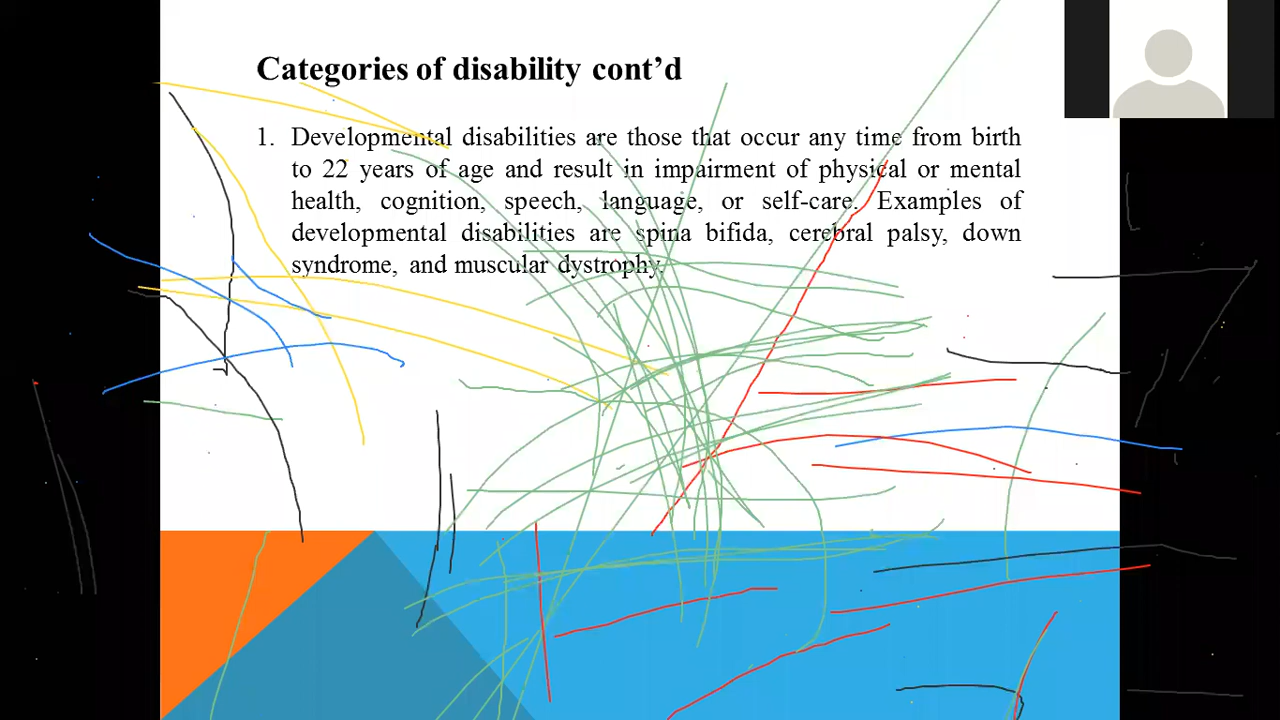 Categories of disability cont’d
1. Developmental disabilities are those that occur any time from birth
to 22 years of age and result in impairment of physical or mental
health, cognition, speech, language, or self-care. Examples of
developmental disabilities are spina bifida, cerebral palsy, down
syndrome, and muscular dystrophy.